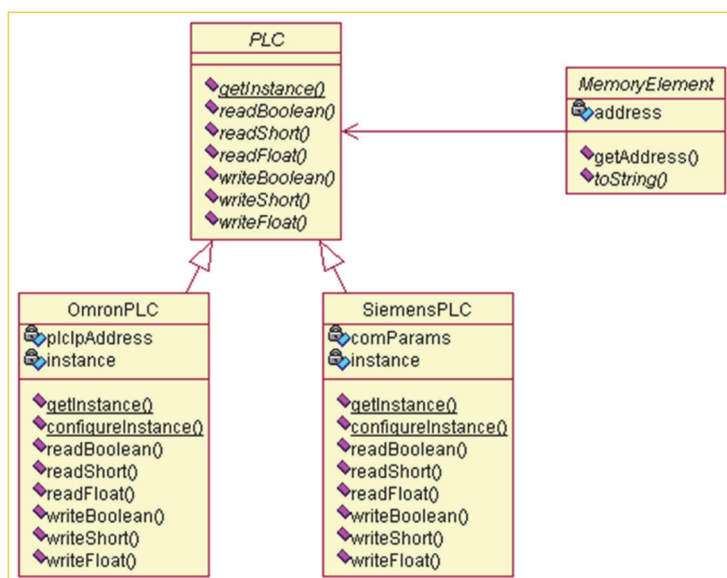 PLC
getInstance()
readBoolean()
readShort()
readFloat()
writeBoolean()
writeShort()
writeFloat()
MemoryElement
address
getAddress()
toString()
OmronPLC
plcIpAddress
instance
getInstance()
configureInstance()
readBoolean()
readShort()
readFloat()
writeBoolean()
writeShort()
writeFloat()
SiemensPLC
comParams
instance
getInstance()
configureInstance()
readBoolean()
readShort()
readFloat()
writeBoolean()
writeShort()
writeFloat()